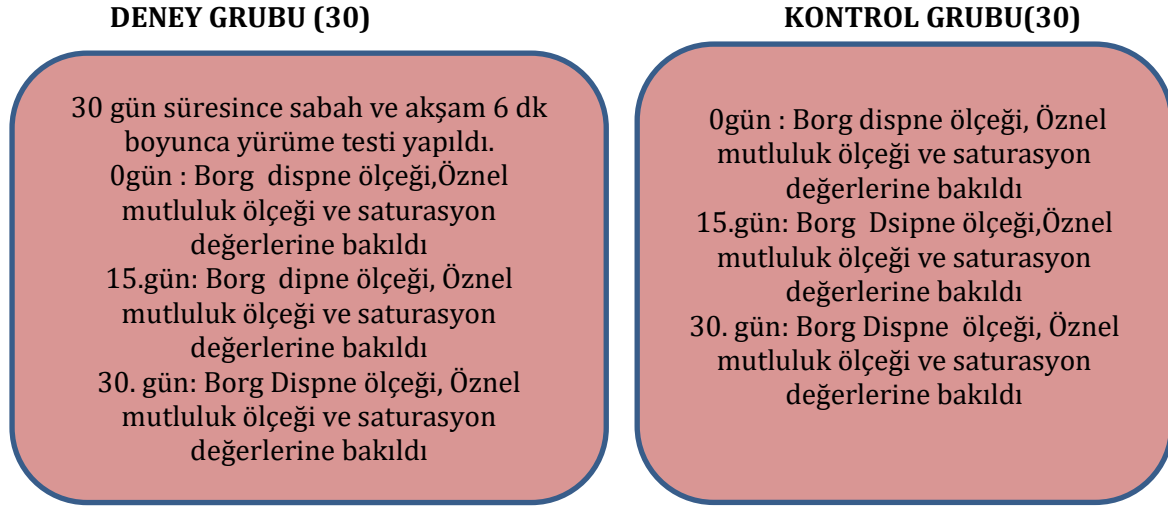 DENEY GRUBU (30)
30 gün süresince sabah ve akşam 6 dk
boyunca yürüme testi yapıldı.
0gün : Borg dispne ölçeği,Öznel
mutluluk ölçeği ve saturasyon
değerlerine bakıldı
15.gün: Borg dipne ölçeği, Öznel
mutluluk ölçeği ve saturasyon
değerlerine bakıldı
30. gün: Borg Dispne ölçeği, Öznel
mutluluk ölçeği ve saturasyon
değerlerine bakıldı
KONTROL GRUBU(30)
0gün : Borg dispne ölçeği, Öznel
mutluluk ölçeği ve saturasyon
değerlerine bakıldı
15.gün: Borg Dsipne ölçeği,Öznel
mutluluk ölçeği ve saturasyon
değerlerine bakıldı
30. gün: Borg Dispne ölçeği, Öznel
mutluluk ölçeği ve saturasyon
değerlerine bakıldı